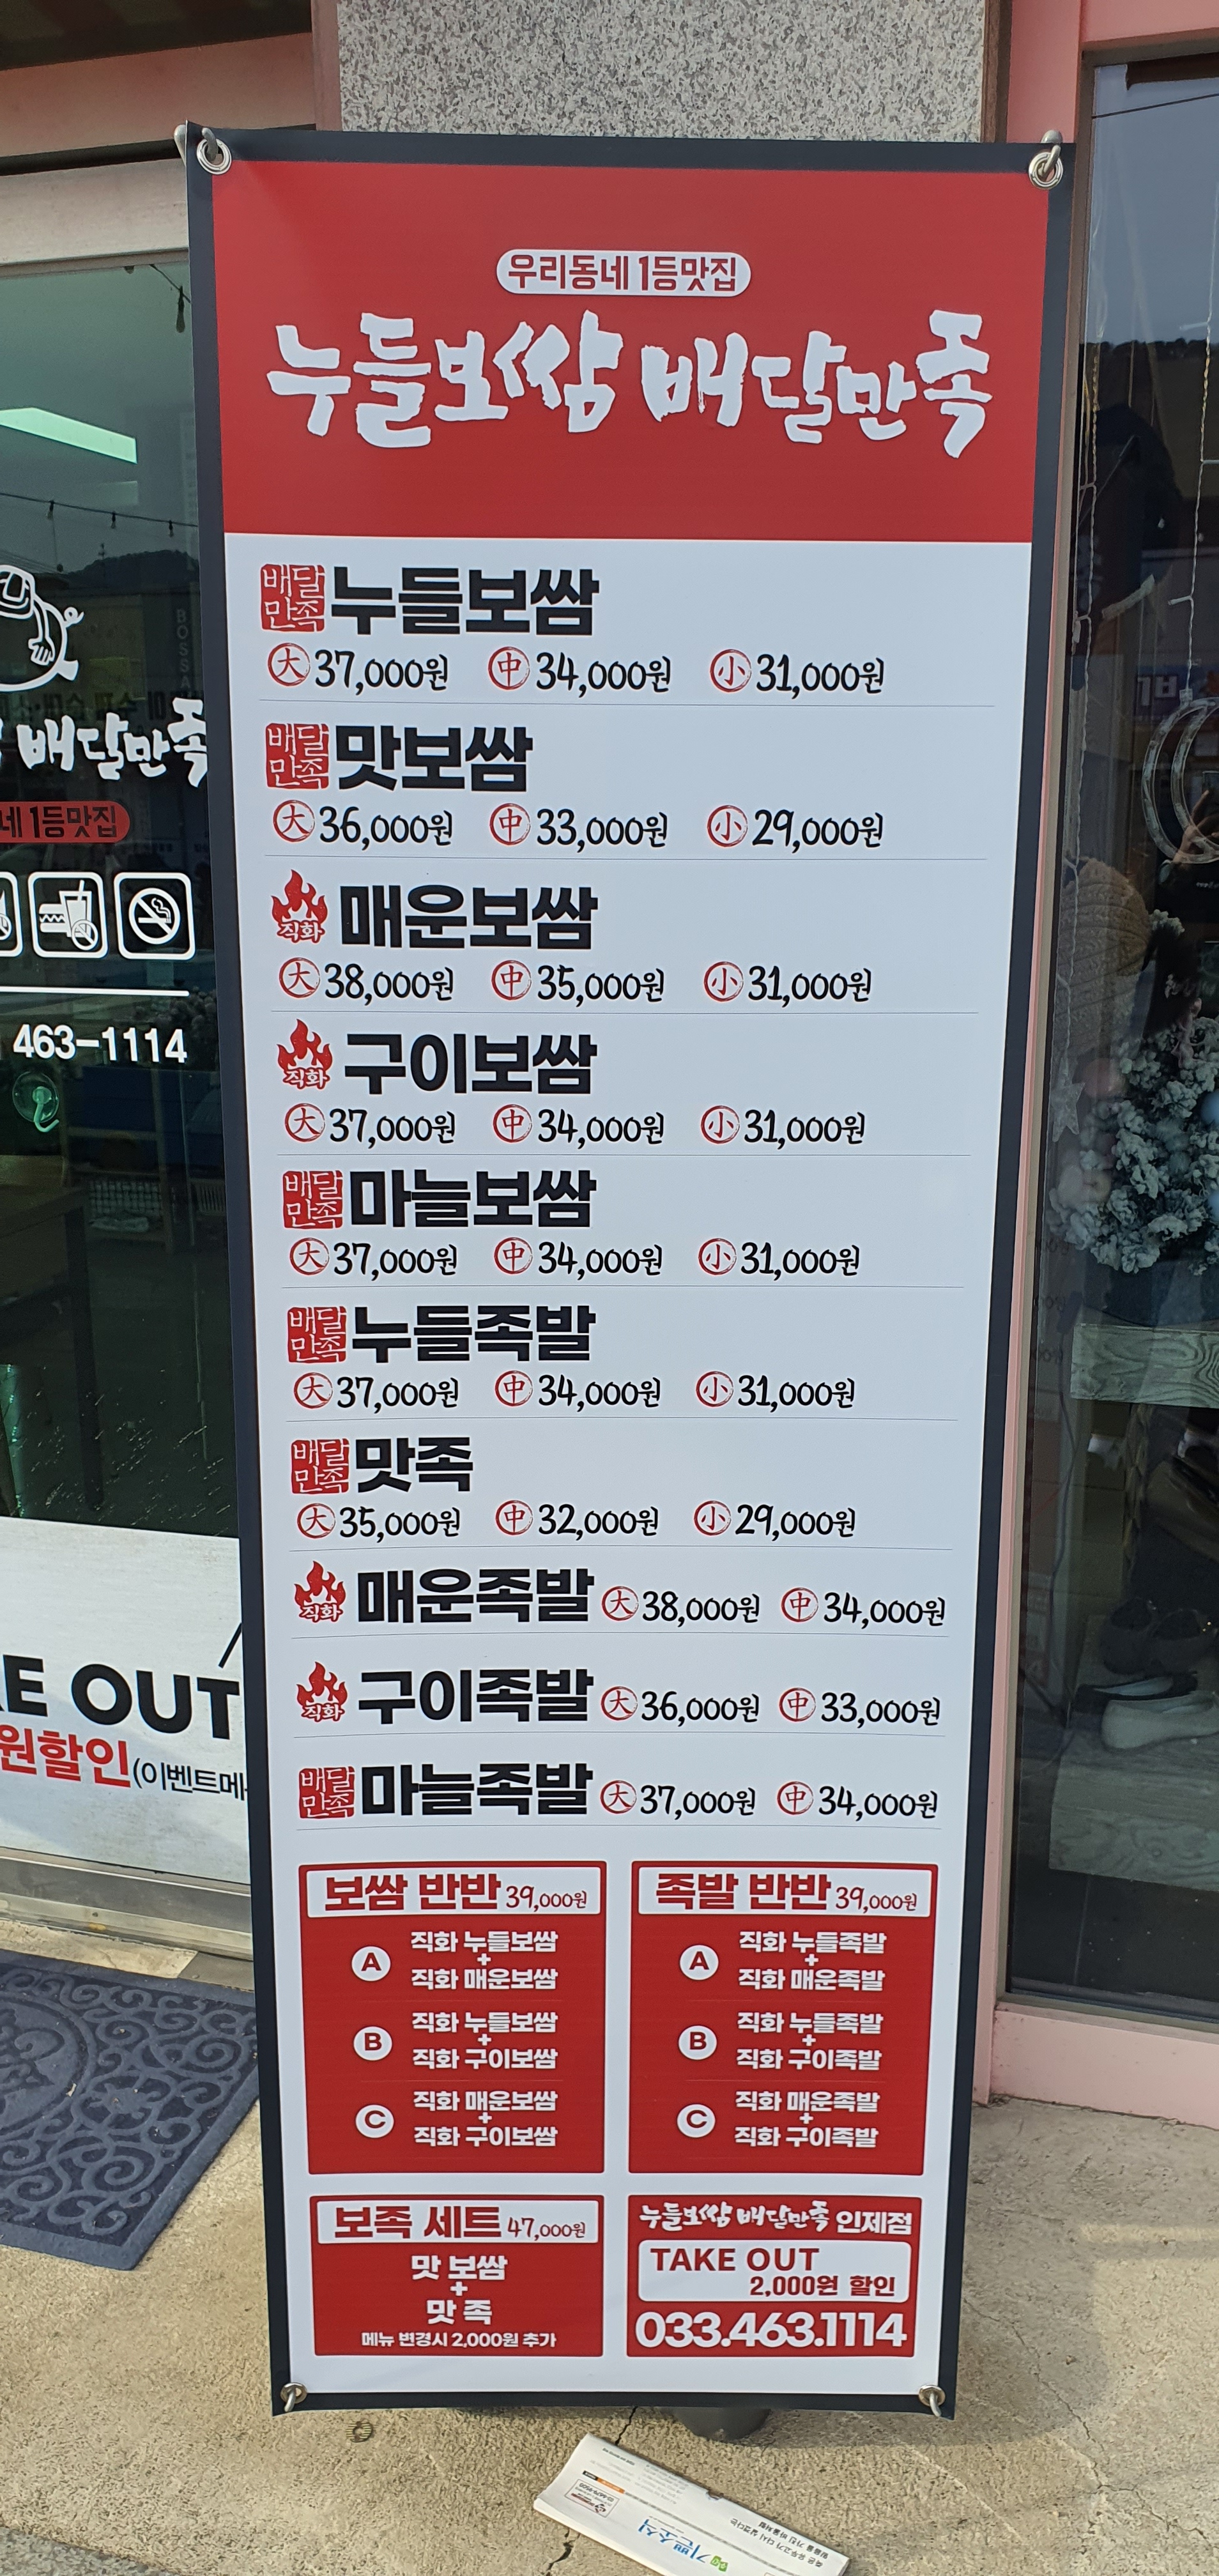 우리동네 1등맛집
누들보쌈 배달만족
배달만족 누들보쌈
大 37,000원 中 34,000원 小 31,000원
배달만족 맛보쌈
大 36,000원 中 33,000원 小 29,000원
직화 매운보쌈
大 38,000원 中 35,000원 小 31,000원
직화 구이보쌈
大 37,000원 中 34,000원 小 31,000원
배달만족 마늘보쌈
大 37,000원 中 34,000원 小 31,000원
배달만족 누들족발
大 37,000원 中 34,000원 小 31,000원
배달만족 맛족
大 35,000원 中 32,000원 小 29,000원
직화 매운족발 大 38,000원 中 34,000원
직화 구이족발 大 36,000원 中 33,000원
배달만족 마늘족발 大 37,000원 中 34,000원
보쌈 반반 39,000원
A 직화 누들보쌈
+
직화 매운보쌈
B 직화 누들보쌈
+
직화 구이보쌈
C 직화 매운보쌈
+
직화 구이보쌈
족발 반반 39,000원
A 직화 누들족발
+
직화 매운족발
B 직화 누들족발
+
직화 구이족발
C 직화 매운족발
+
직화 구이족발
보족 세트 47,000원
맛 보쌈
+
맛 족
메뉴 변경시 2,000원 추가
누들보쌈 배달만족 인제점
TAKE OUT
2,000원 할인
033.463.1114
배달만족
네 1등맛집
463-1114
KE OUT
원할인(이벤트메
기쁜소식